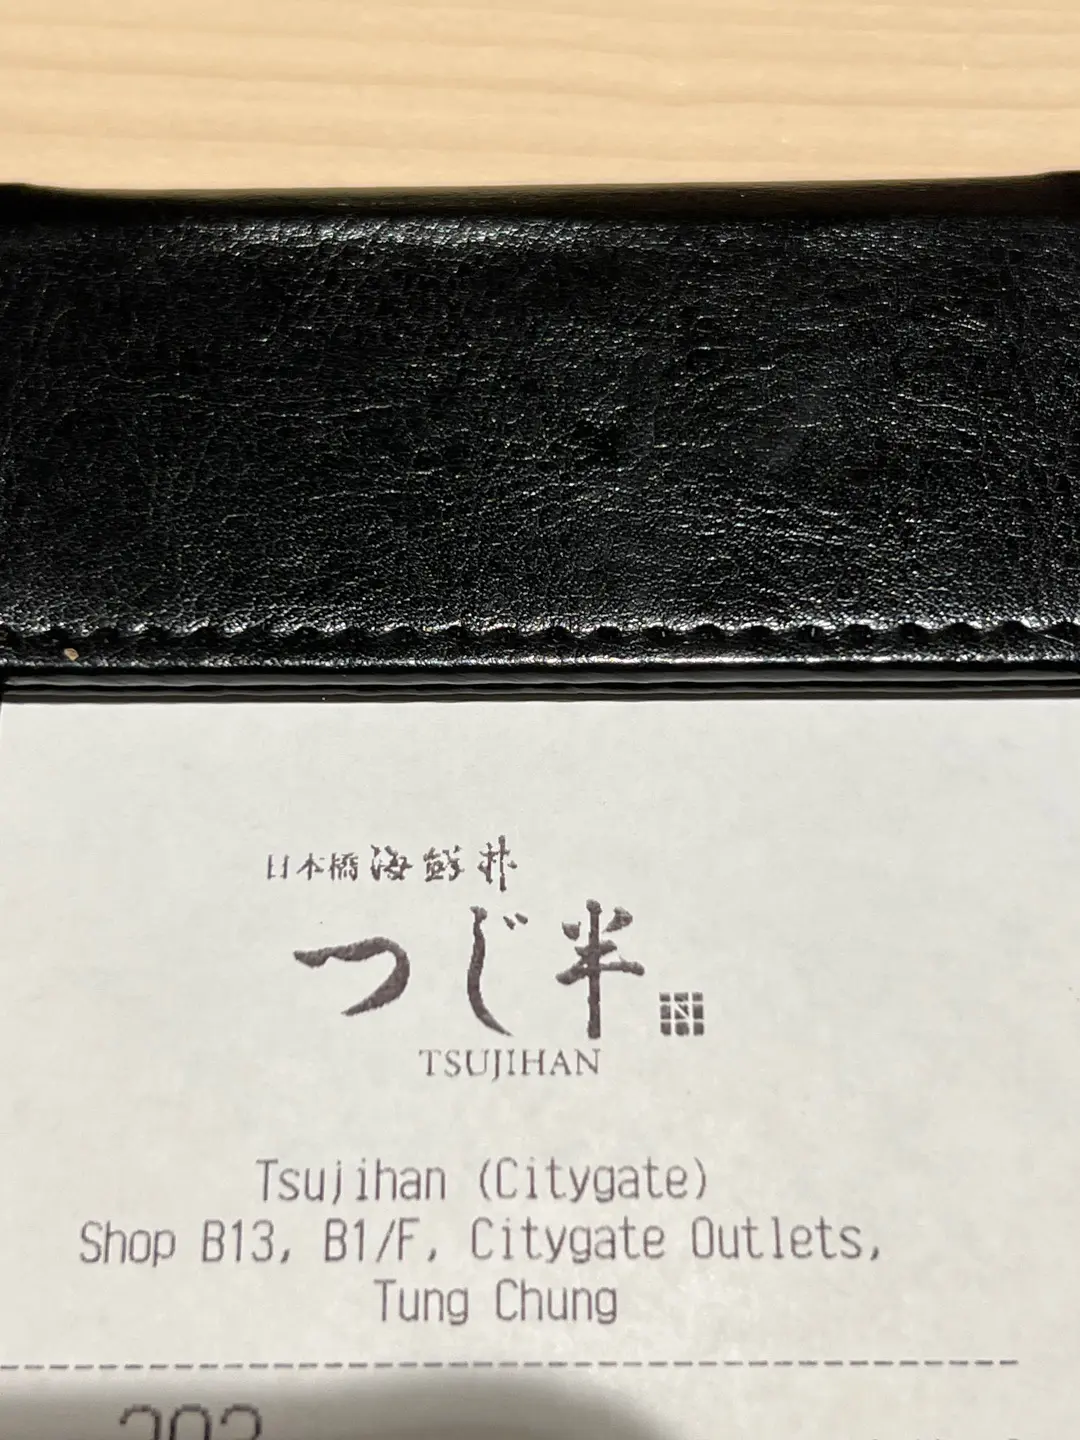 日本橋海鮮丼
つじ半
TSUJIHAN
Tsujihan (Citygate)
Shop B13, B1/F, Citygate Outlets,
Tung Chung